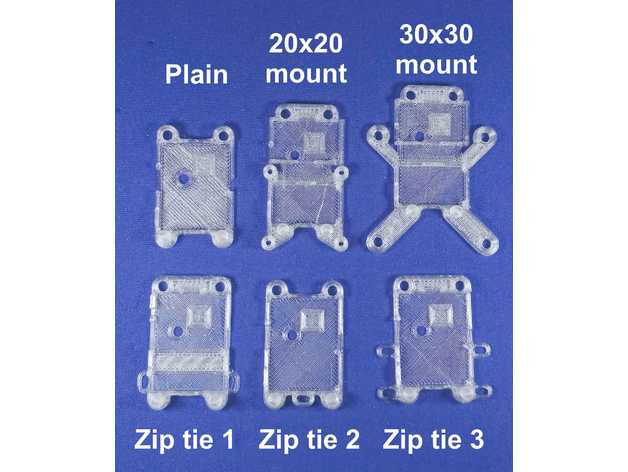 Plain
20x20
mount
30x30
mount
Zip tie 1
Zip tie 2
Zip tie 3